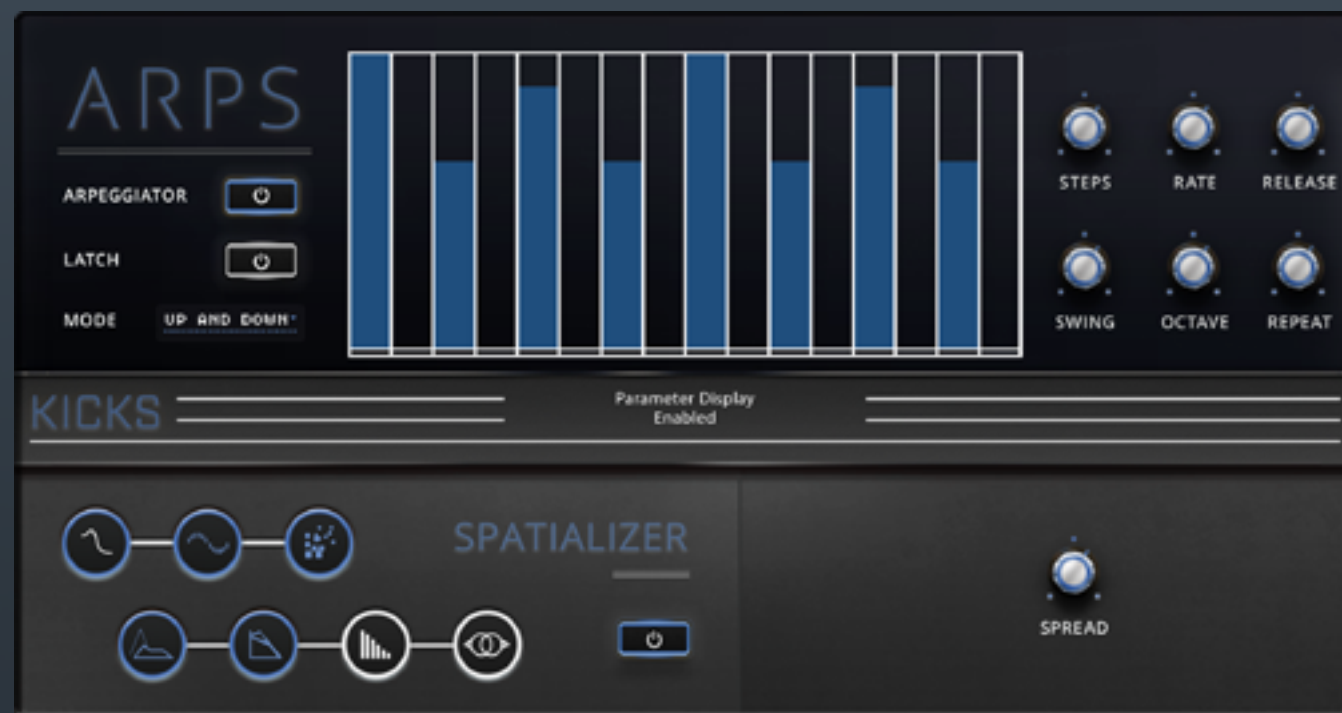 ARPS
ARPEGGIATOR
LATCH
MODE UP AND DOWN
STEPS RATE RELEASE
SWING OCTAVE REPEAT
KICKS
Parameter Display
Enabled
SPATIALIZER
SPREAD